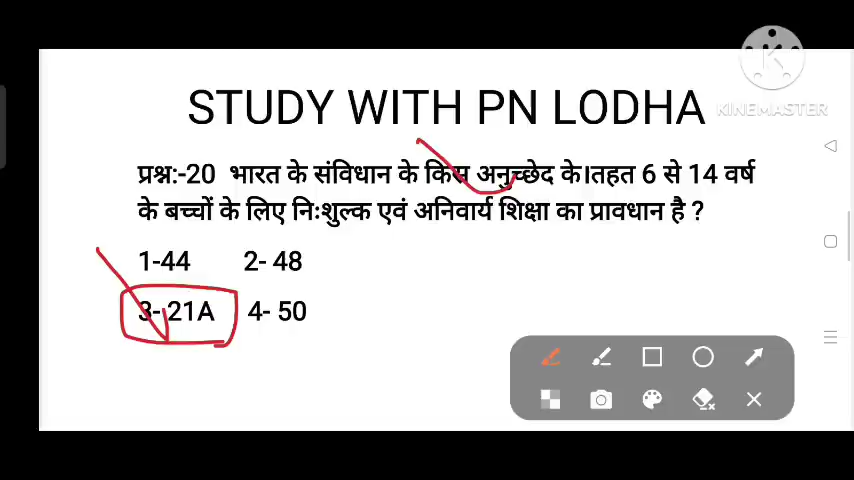 STUDY WITH PN LODHA
KINEMASTER
प्रश्न:-20 भारत के संविधान के किस अनुच्छेद के।तहत 6 से 14 वर्ष
के बच्चों के लिए निःशुल्क एवं अनिवार्य शिक्षा का प्रावधान है ?
1-44 2- 48
3- 21A 4- 50